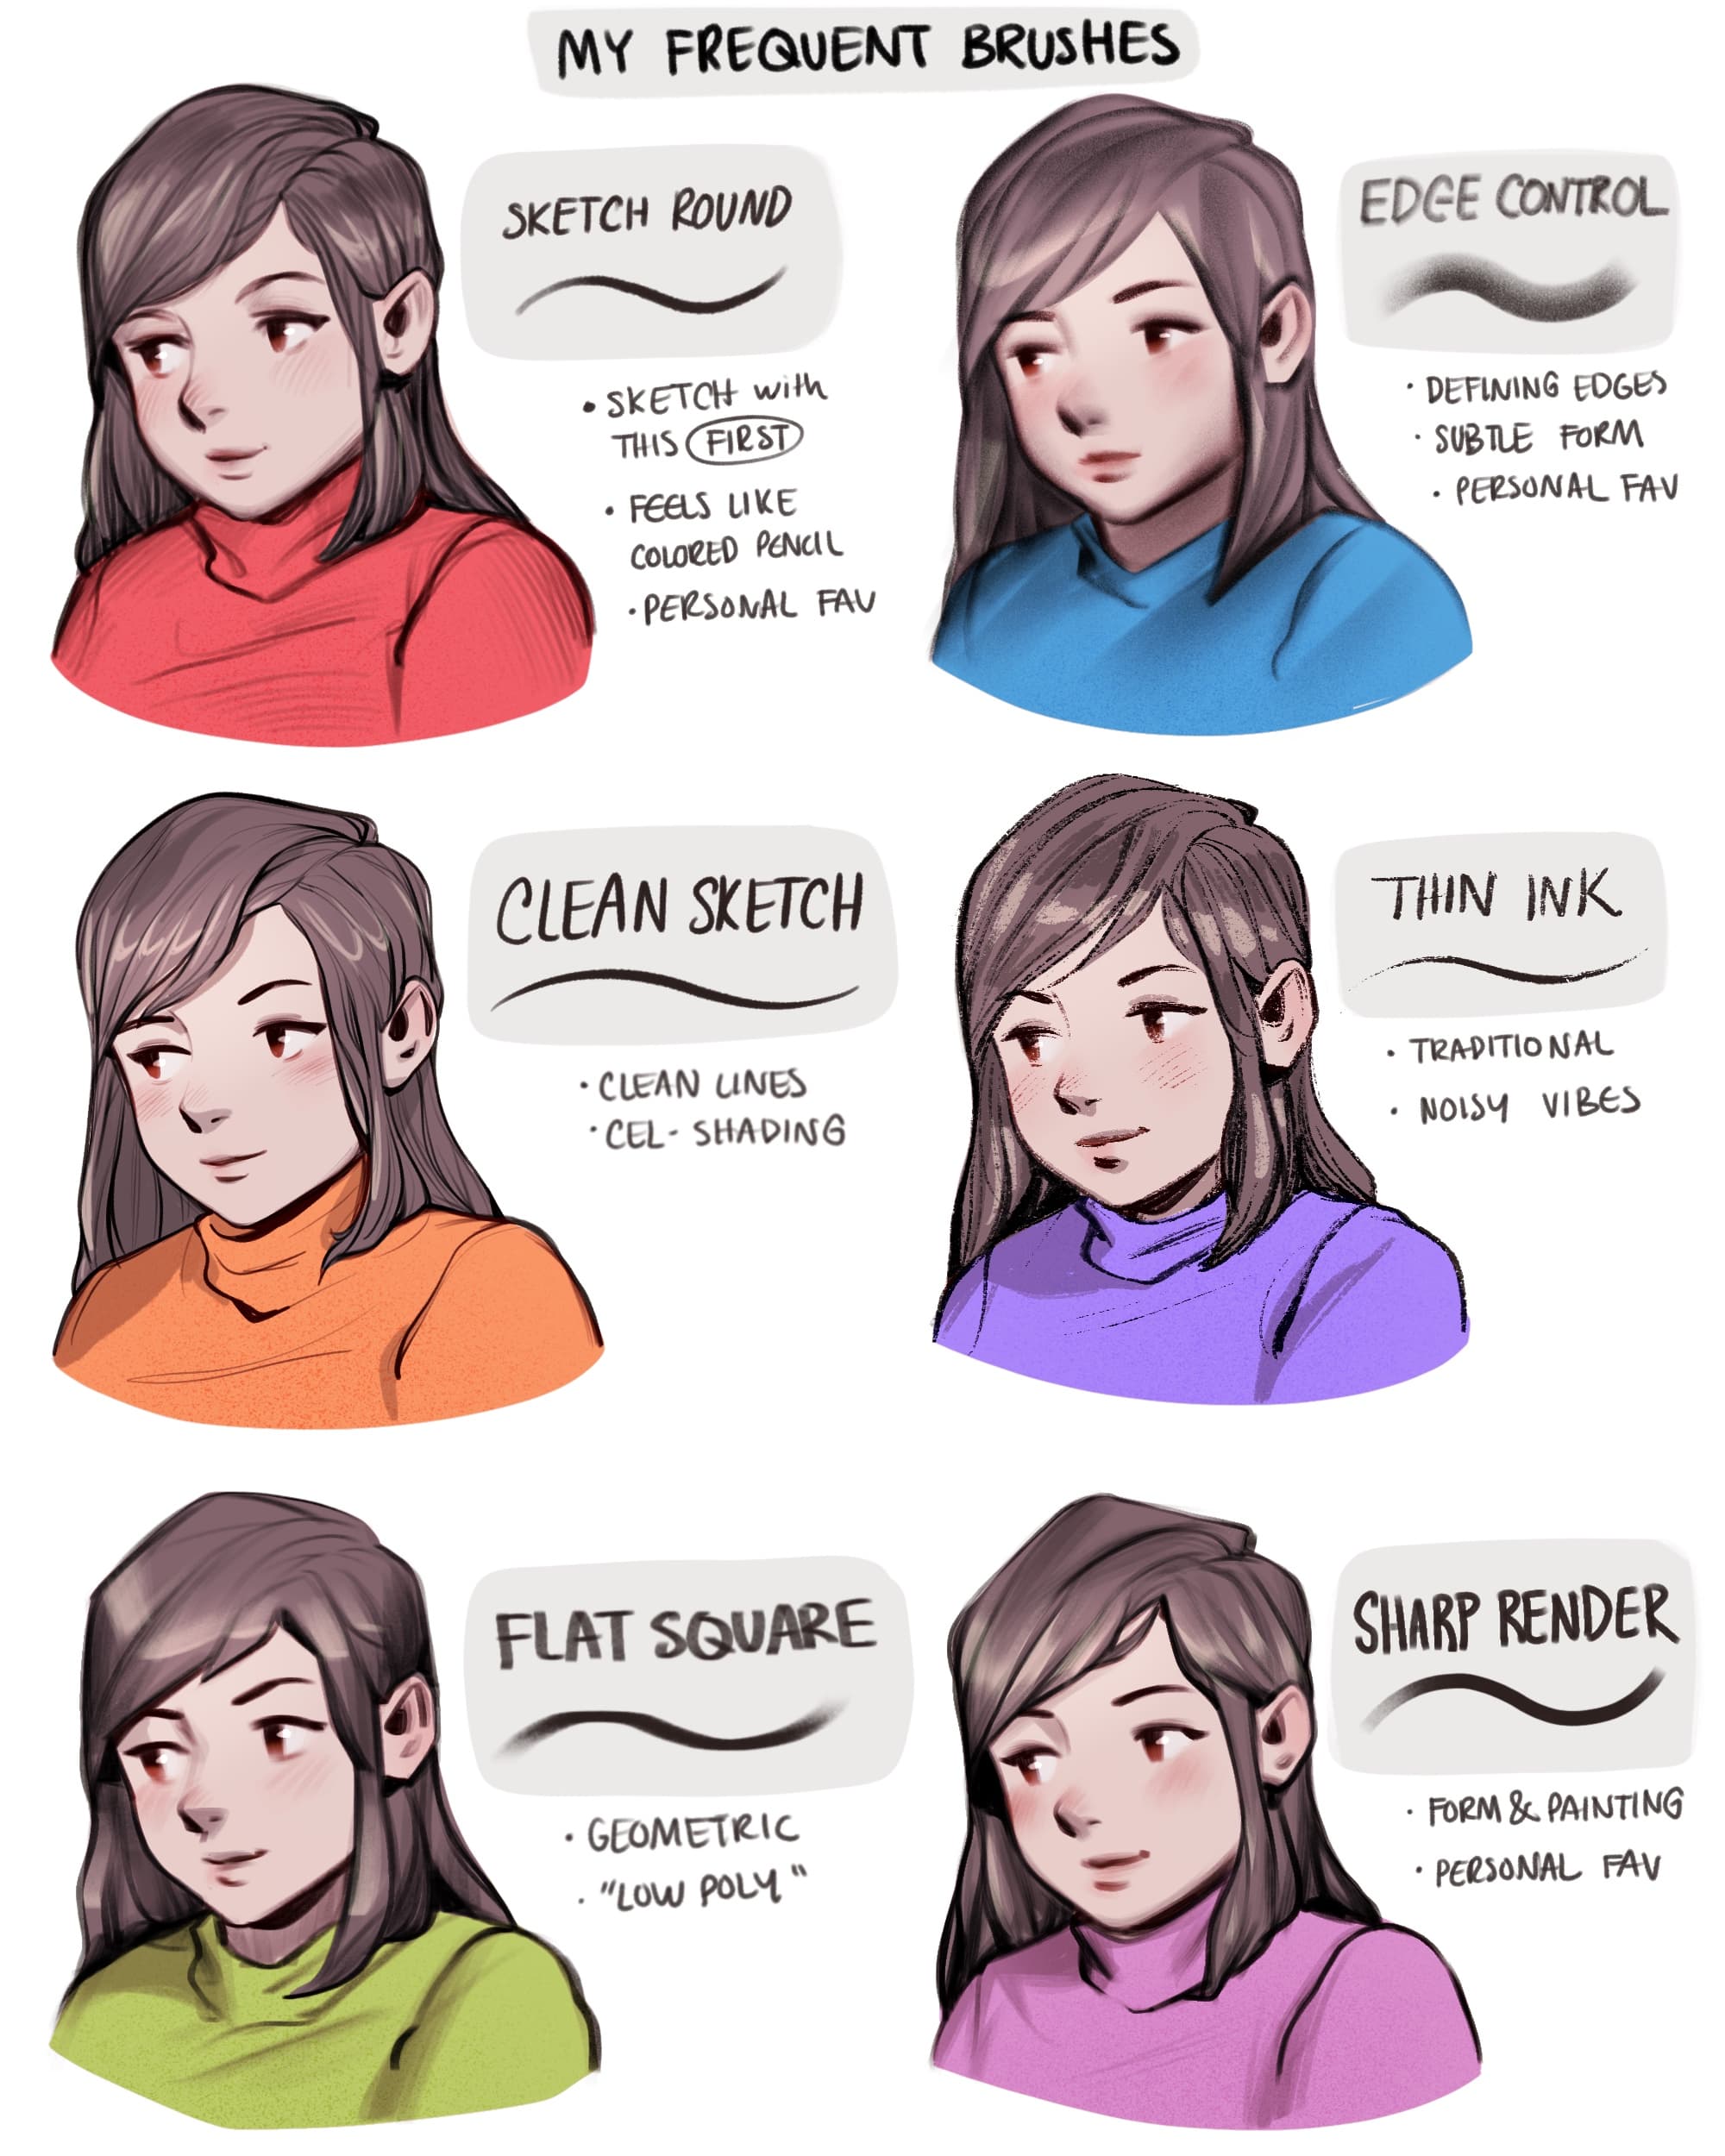 MY FREQUENT BRUSHES
SKETCH ROUND
• SKETCH with
THIS FIRST
• FEELS LIKE
COLORED PENCIL
• PERSONAL FAV
EDGE CONTROL
• DEFINING EDGES
• SUBTLE FORM
• PERSONAL FAV
CLEAN SKETCH
• CLEAN LINES
• CEL-SHADING
THIN INK
• TRADITIONAL
• NOISY VIBES
FLAT SQUARE
• GEOMETRIC
• "LOW POLY"
SHARP RENDER
• FORM & PAINTING
• PERSONAL FAV